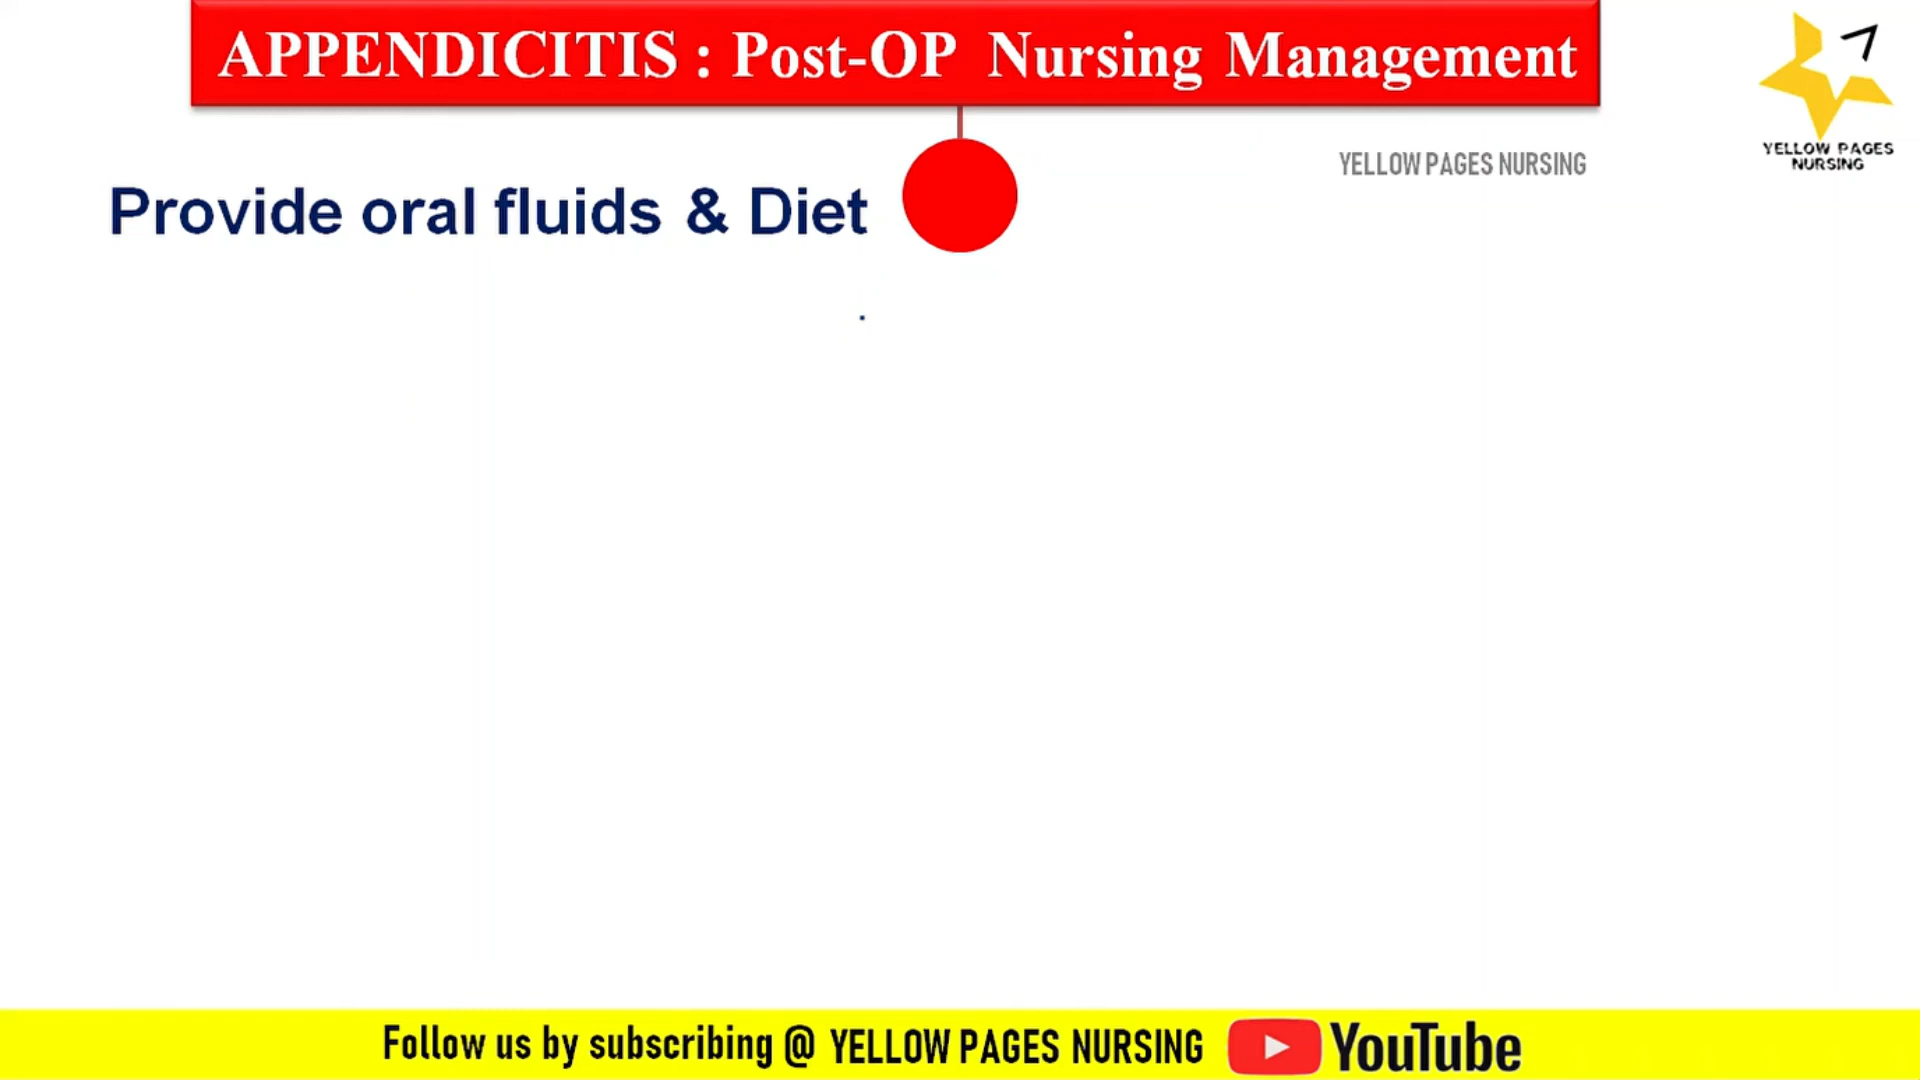 APPENDICITIS : Post-OP Nursing Management
YELLOW PAGES
NURSING
YELLOW PAGES NURSING
Provide oral fluids & Diet
.
Follow us by subscribing @ YELLOW PAGES NURSING YouTube